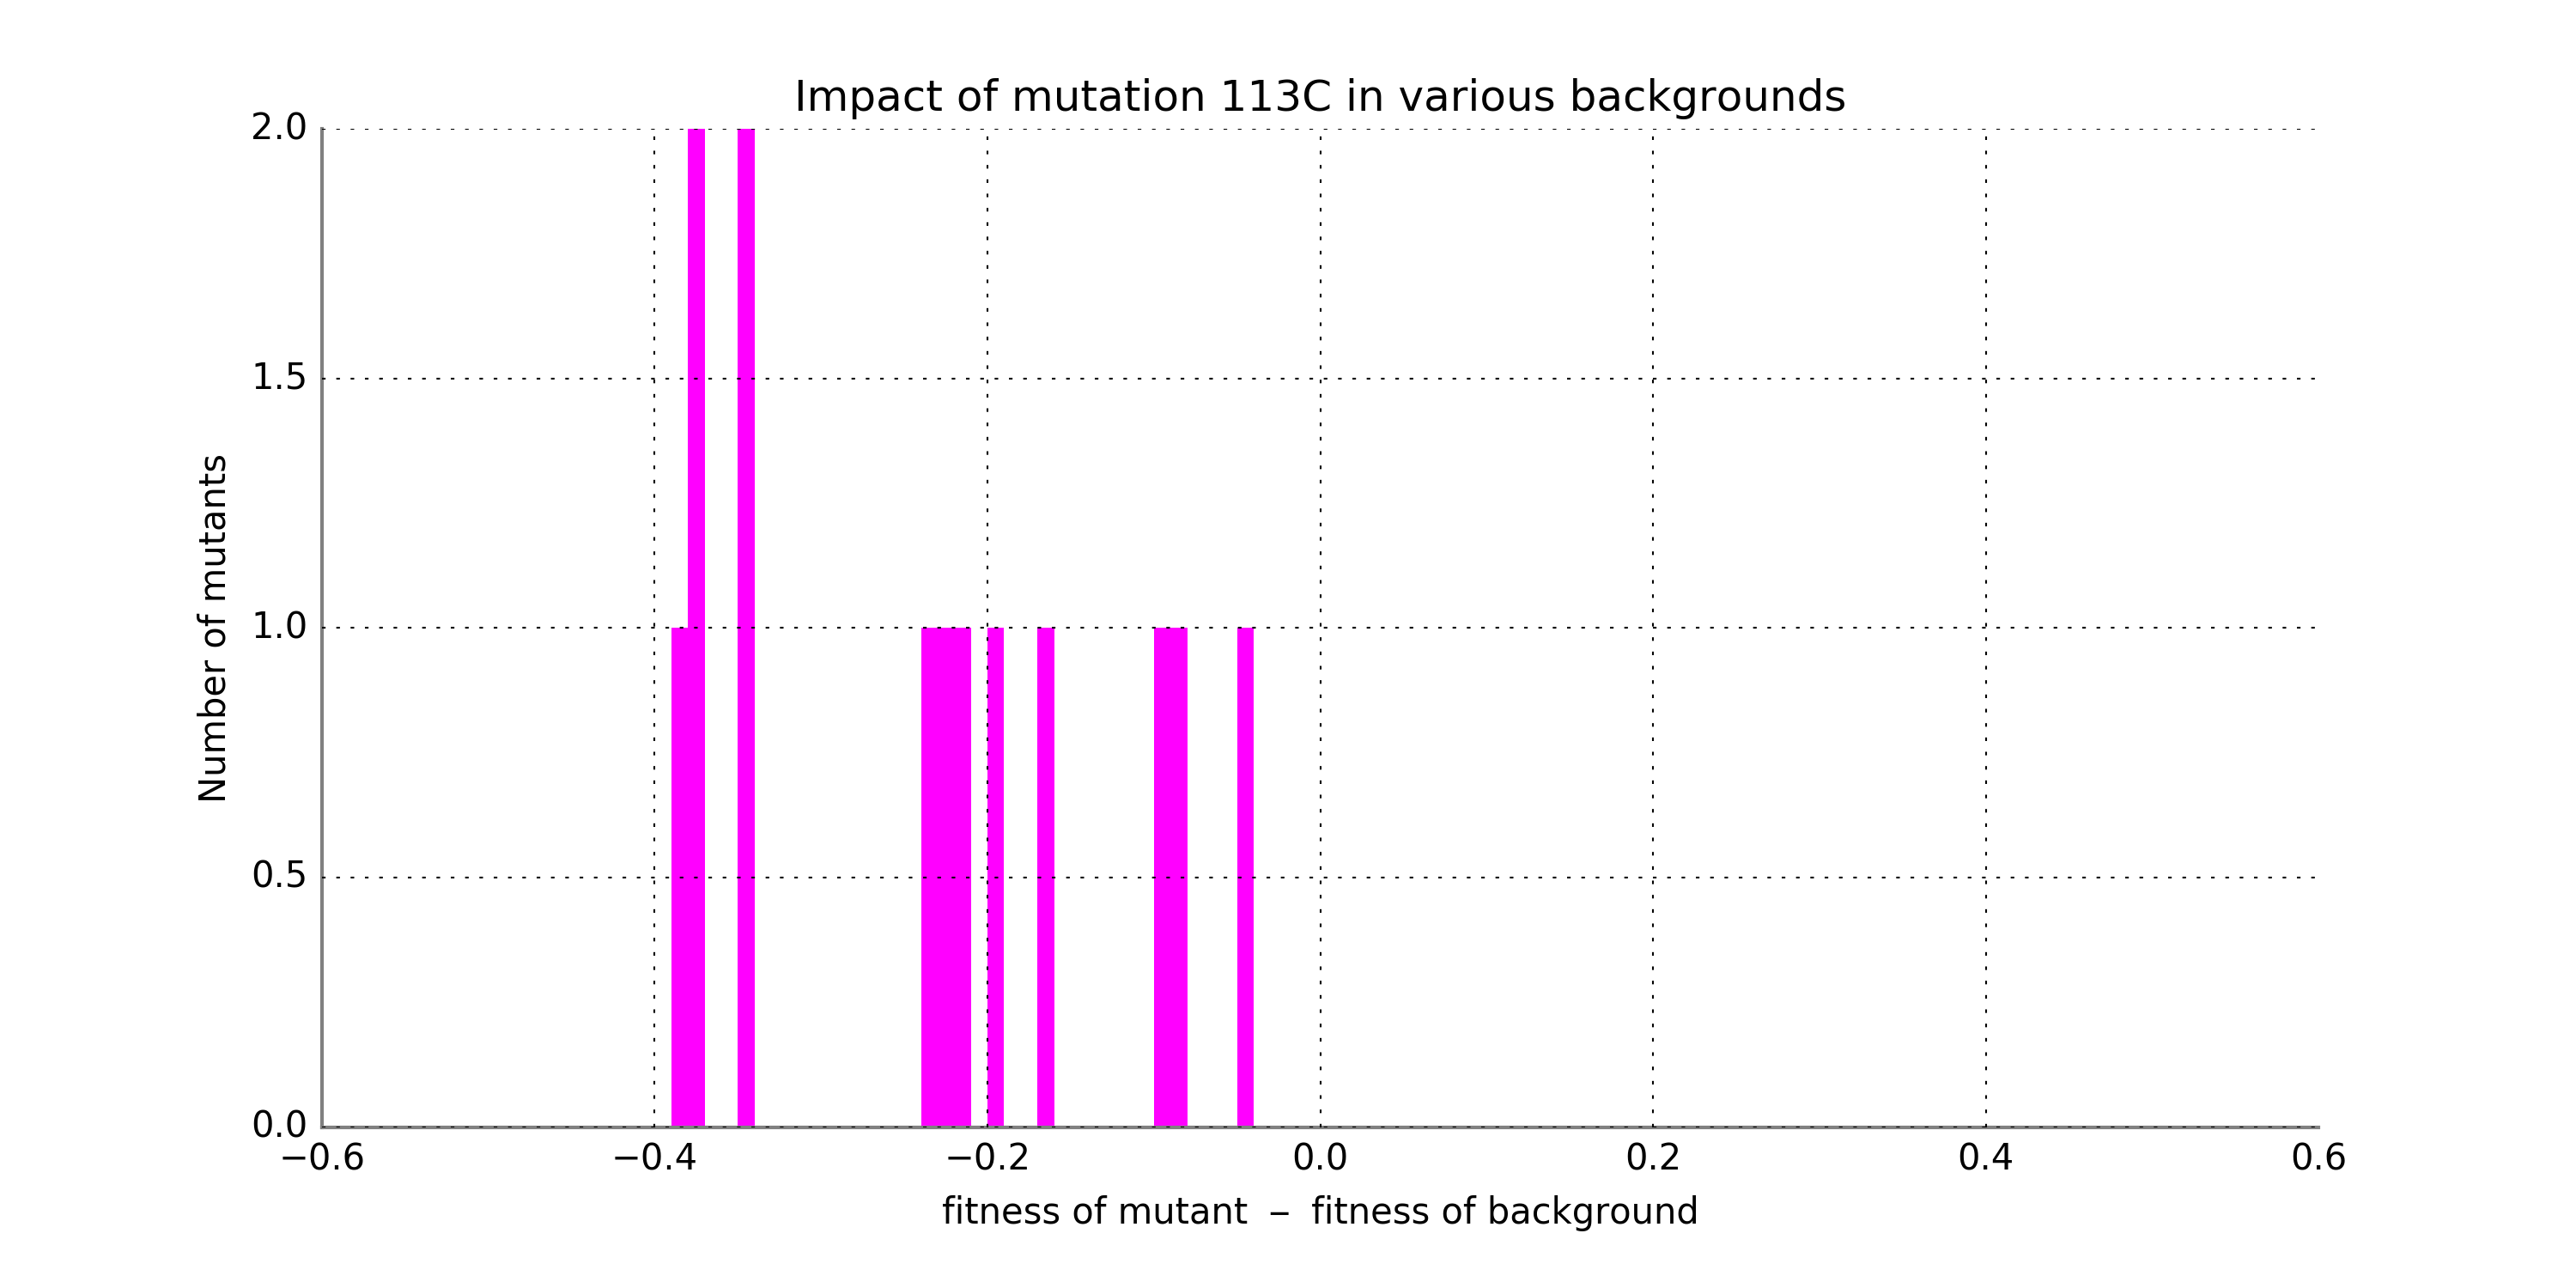 Impact of mutation 113C in various backgrounds
2.0
1.5
1.0
0.5
0.0
Number of mutants
−0.6 −0.4 −0.2 0.0 0.2 0.4 0.6
fitness of mutant − fitness of background